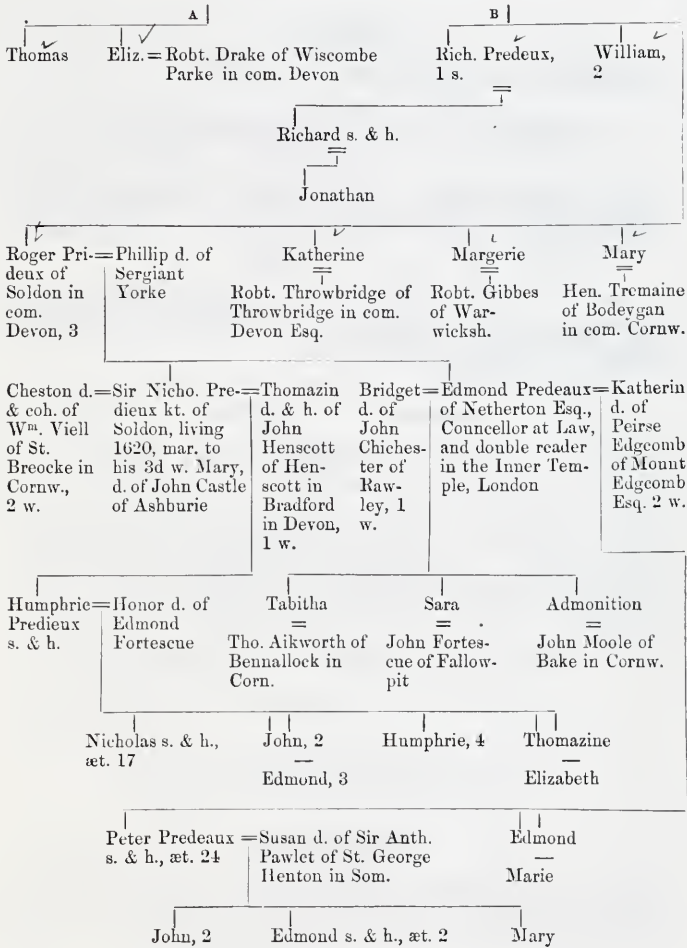 A B
Thomas Eliz. = Robt. Drake of Wiscombe
Parke in com. Devon
Rich. Predeux,
1 s.
William,
2
=
Richard s. & h.
=
Jonathan
Roger Pri-
deux of
Soldon in
com.
Devon, 3
= Phillip d. of
Sergiant
Yorke
Katherine
=
Robt. Throwbridge of
Throwbridge in com.
Devon Esq.
Margerie
=
Robt. Gibbes
of War-
wicksh.
Mary
=
Hen. Tremaine
of Bodeygan
in com. Cornw.
Cheston d.
& coh. of
Wm. Viell
of St.
Breocke in
Cornw.,
2 w.
= Sir Nicho. Pre-
dieux kt. of
Soldon, living
1620, mar. to
his 3d w. Mary,
d. of John Castle
of Ashburie
= Thomazin
d. & h. of
John
Henscott
of Hen-
scott in
Bradford
in Devon,
1 w.
Bridget
d. of
John
Chiches-
ter of
Raw-
ley, 1
w.
= Edmond Predeaux
of Netherton Esq.,
Councellor at Law,
and double reader
in the Inner Tem-
ple, London
= Katherin
d. of
Peirse
Edgcomb
of Mount
Edgcomb
Esq. 2 w.
Humphrie
Predieux
s. & h.
= Honor d. of
Edmond
Fortescue
Tabitha
=
Tho. Aikworth of
Bennallock in
Corn.
Sara
=
John Fortes-
cue of Fallow-
pit
Admonition
=
John Moole of
Bake in Cornw.
Nicholas s. & h.,
æt. 17
John, 2
—
Edmond, 3
Humphrie, 4
Thomazine
—
Elizabeth
Peter Predeaux
s. & h., æt. 24
= Susan d. of Sir Anth.
Pawlet of St. George
Henton in Som.
Edmond
—
Marie
John, 2
Edmond s. & h., æt. 2
Mary